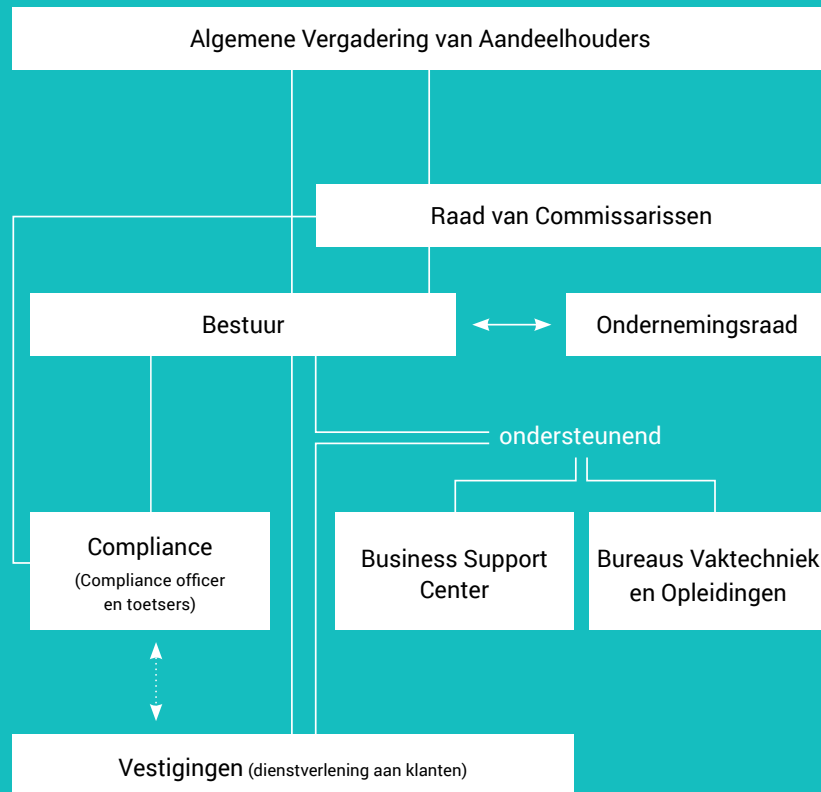 Algemene Vergadering van Aandeelhouders
Raad van Commissarissen
Bestuur
Ondernemingsraad
ondersteunend
Compliance
(Compliance officer
en toetsers)
Business Support
Center
Bureaus Vaktechniek
en Opleidingen
Vestigingen (dienstverlening aan klanten)